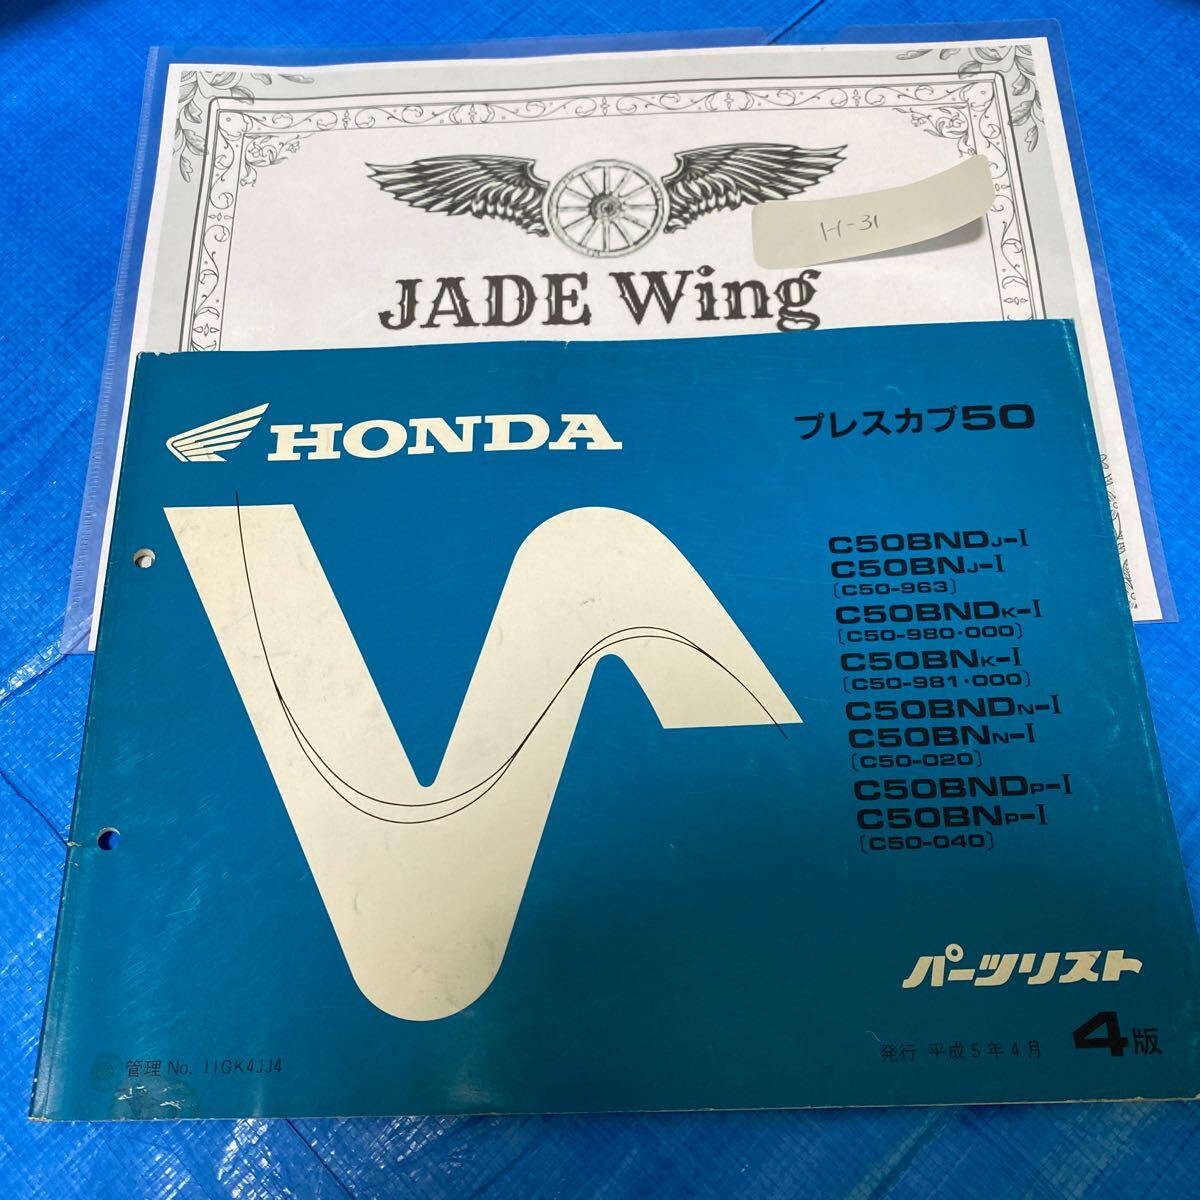 JADE Wing
H-31
HONDA
プレスカブ50
C50BNDJ-I
C50BNJ-I
[C50-963]
C50BNDK-I
[C50-980・000]
C50BNK-I
[C50-981・000]
C50BNDN-I
C50BNN-I
[C50-020]
C50BNDP-I
C50BNP-I
[C50-040]
パーツリスト
発行 平成5年4月 4版
管理 No. 11GK4JJ4